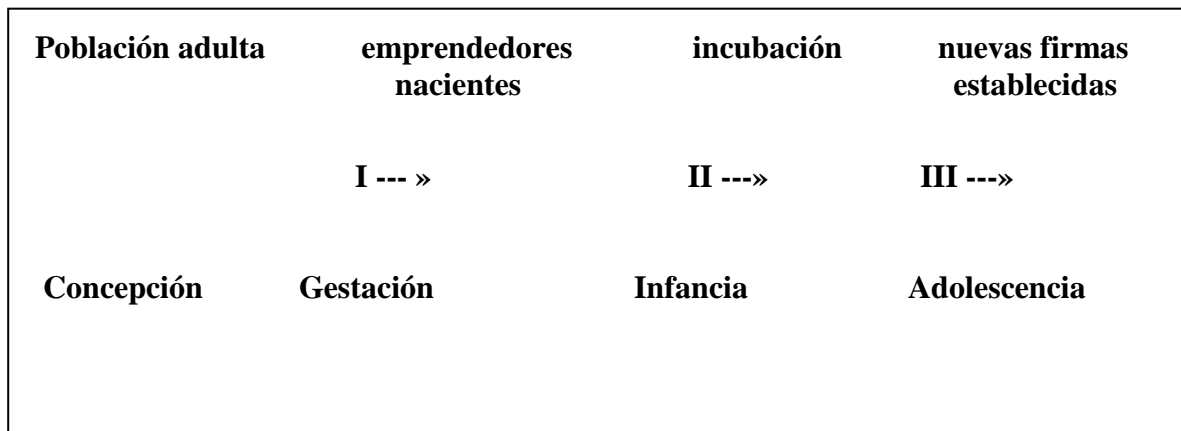 Población adulta emprendedores incubación nuevas firmas
nacientes establecidas
I --- » II ---» III ---»
Concepción Gestación Infancia Adolescencia